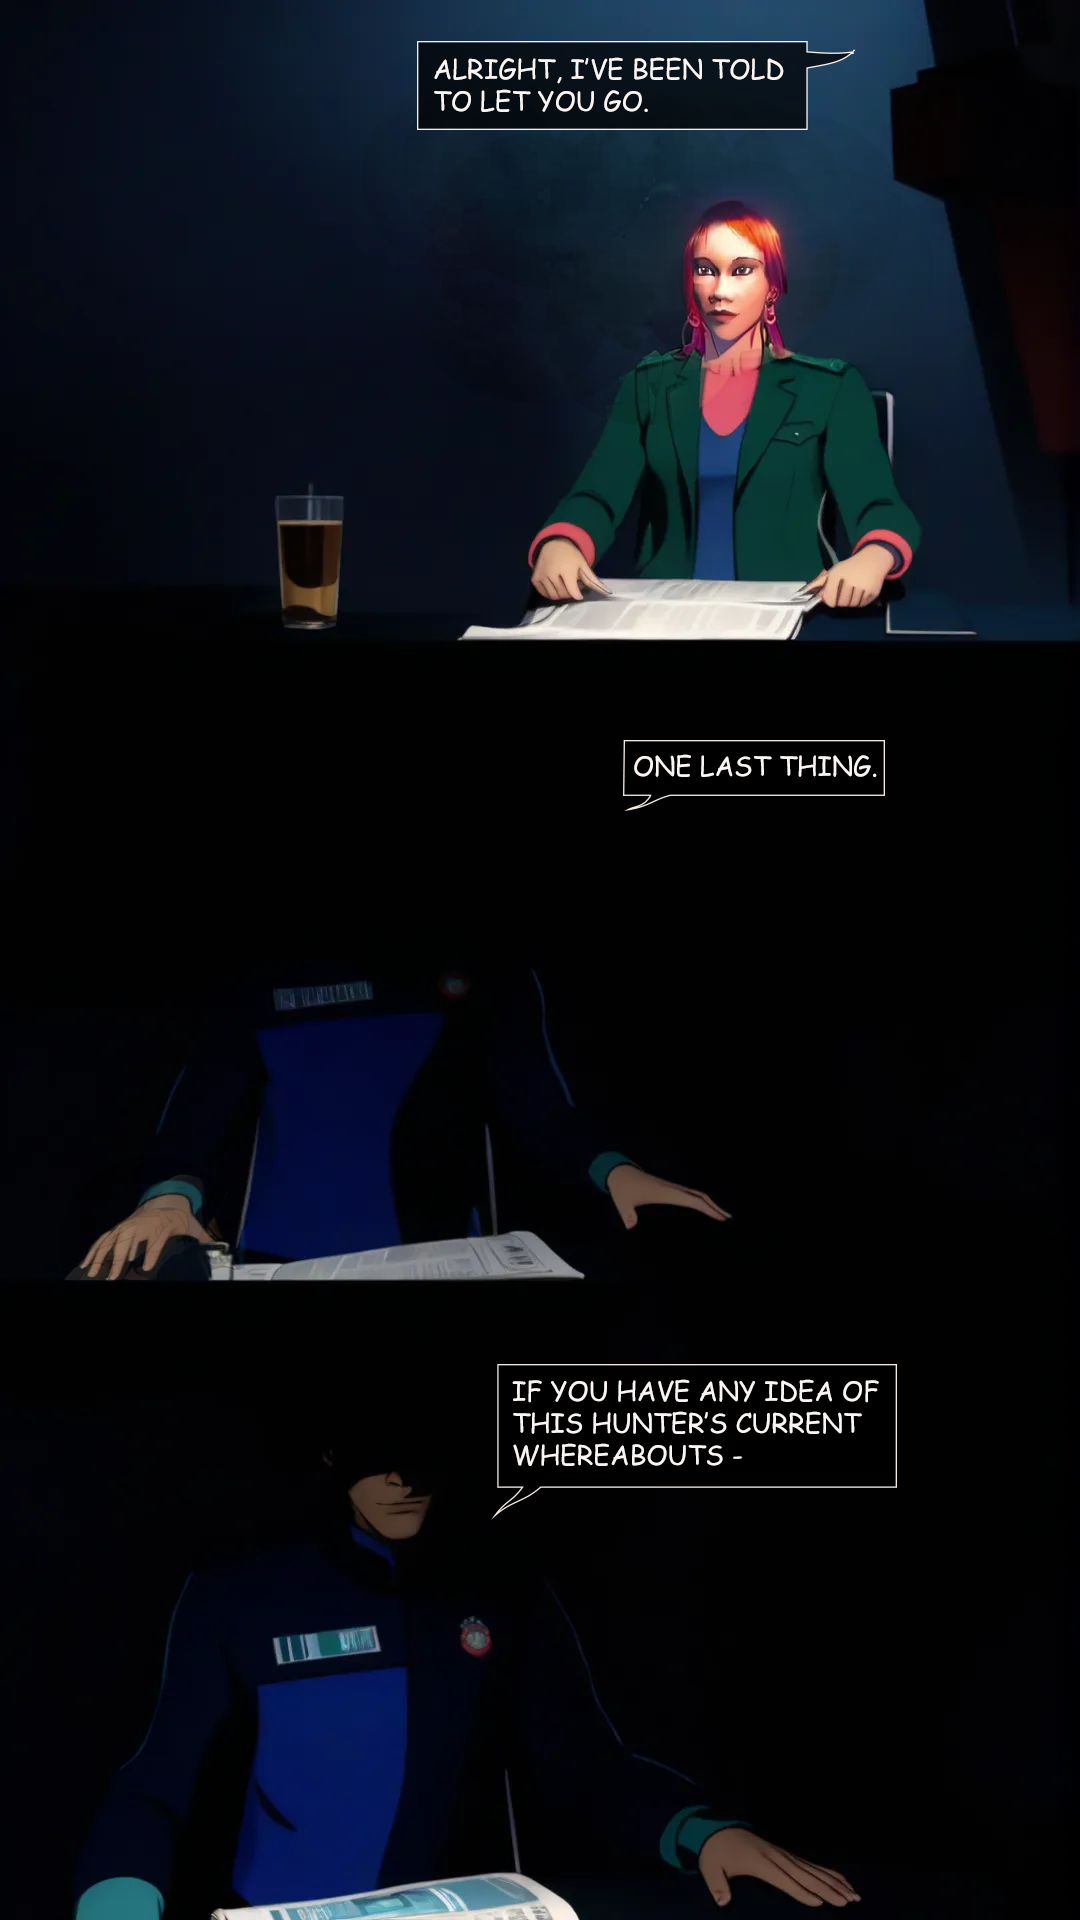 ALRIGHT, I'VE BEEN TOLD
TO LET YOU GO.
ONE LAST THING.
IF YOU HAVE ANY IDEA OF
THIS HUNTER'S CURRENT
WHEREABOUTS -